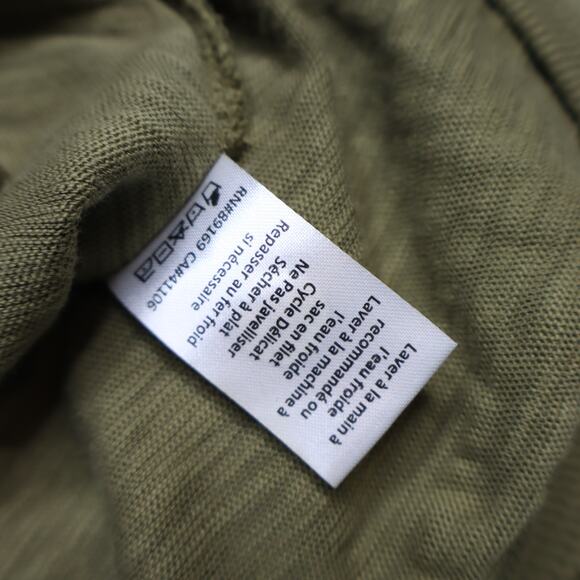 Laver à la main à
l'eau froide
recommandé ou
Laver à la machine à
l'eau froide
sac en filet
Cycle Délicat
Ne Pas Javelliser
Sécher à plat
Repasser au fer froid
si nécessaire
RN#89169 CA#41106